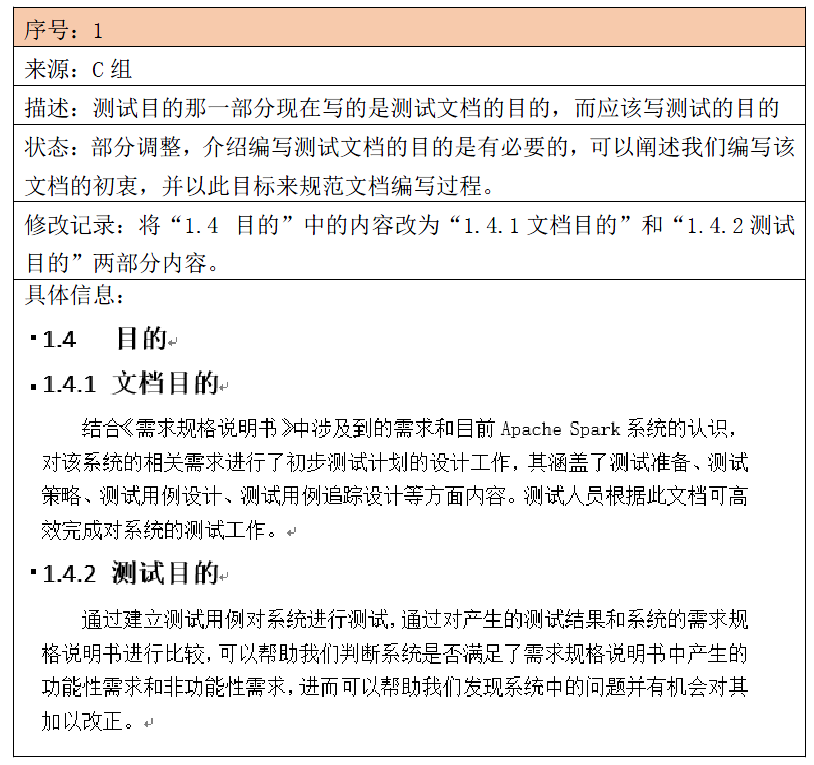 序号：1
来源：C 组
描述：测试目的那一部分现在写的是测试文档的目的，而应该写测试的目的
状态：部分调整，介绍编写测试文档的目的是有必要的，可以阐述我们编写该
文档的初衷，并以此目标来规范文档编写过程。
修改记录：将“1.4 目的”中的内容改为“1.4.1 文档目的”和“1.4.2 测试
目的”两部分内容。
具体信息：
1.4 目的
1.4.1 文档目的
结合《需求规格说明书》中涉及到的需求和目前 Apache Spark 系统的认识，
对该系统的相关需求进行了初步测试计划的设计工作，其涵盖了测试准备、测试
策略、测试用例设计、测试用例追踪设计等方面内容。测试人员根据此文档可高
效完成对系统的测试工作。
1.4.2 测试目的
通过建立测试用例对系统进行测试，通过对产生的测试结果和系统的需求规
格说明书进行比较，可以帮助我们判断系统是否满足了需求规格说明书中产生的
功能性需求和非功能性需求，进而可以帮助我们发现系统中的问题并有机会对其
加以改正。